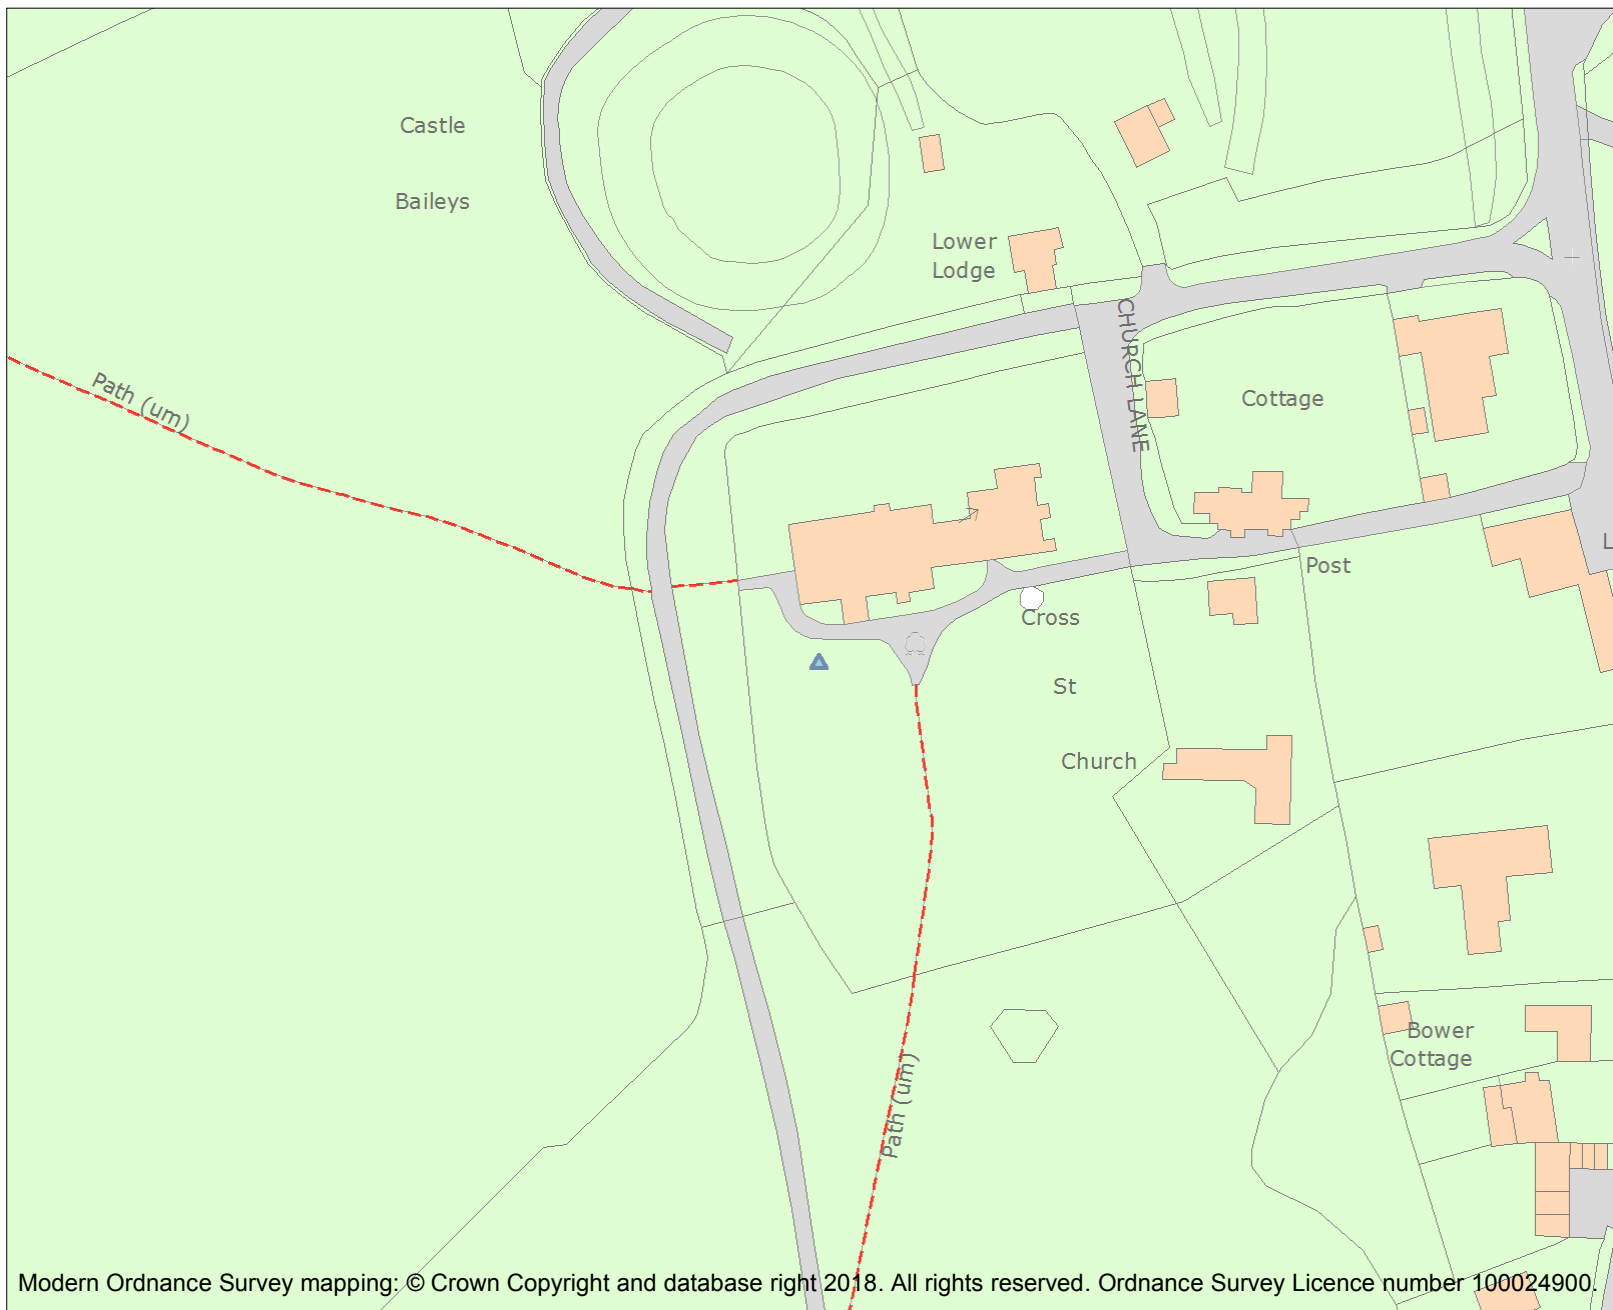 Castle
Baileys
Lower
Lodge
CHURCH LANE
Path (um)
Cottage
Post
L
Cross
St
Church
Bower
Cottage
Path (um)
Modern Ordnance Survey mapping: © Crown Copyright and database right 2018. All rights reserved. Ordnance Survey Licence number 100024900.